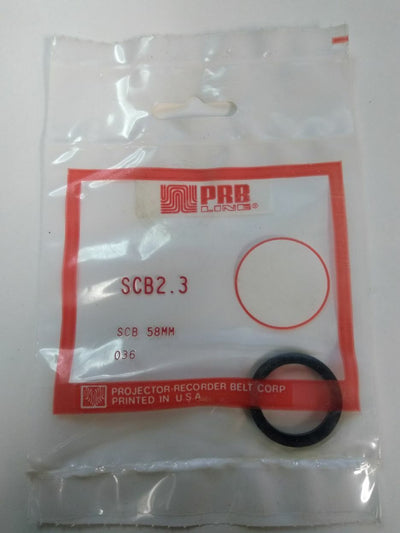 PRB
LINE®
SCB2.3
SCB 58MM
036
PROJECTOR-RECORDER BELT CORP
PRINTED IN U.S.A.